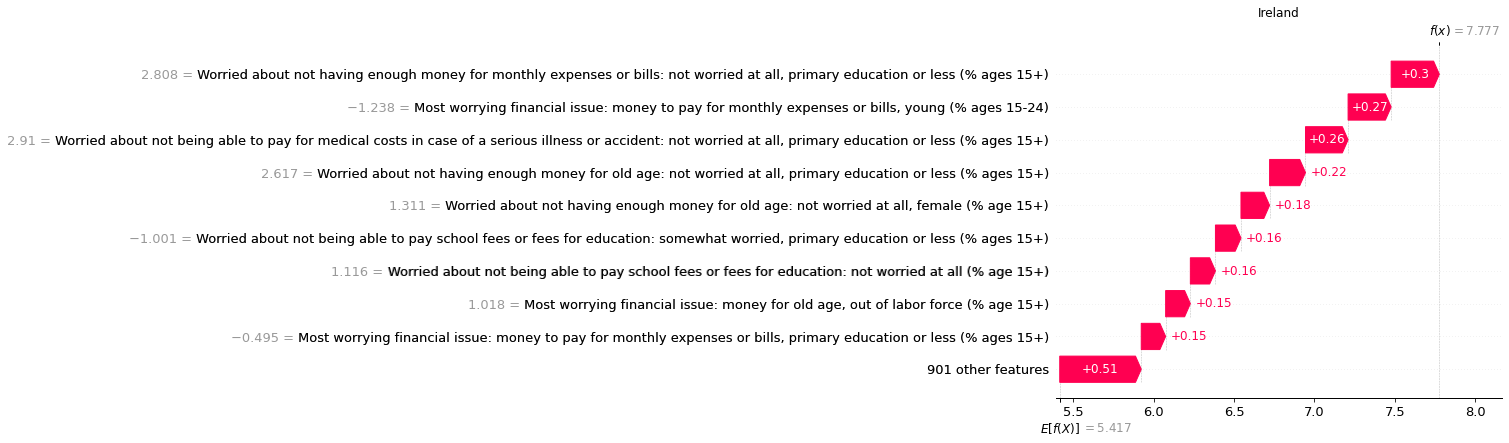 Ireland
f(x) = 7.777
2.808 = Worried about not having enough money for monthly expenses or bills: not worried at all, primary education or less (% ages 15+)
+0.3
−1.238 = Most worrying financial issue: money to pay for monthly expenses or bills, young (% ages 15-24)
+0.27
2.91 = Worried about not being able to pay for medical costs in case of a serious illness or accident: not worried at all, primary education or less (% ages 15+)
+0.26
2.617 = Worried about not having enough money for old age: not worried at all, primary education or less (% ages 15+)
+0.22
1.311 = Worried about not having enough money for old age: not worried at all, female (% age 15+)
+0.18
−1.001 = Worried about not being able to pay school fees or fees for education: somewhat worried, primary education or less (% ages 15+)
+0.16
1.116 = Worried about not being able to pay school fees or fees for education: not worried at all (% age 15+)
+0.16
1.018 = Most worrying financial issue: money for old age, out of labor force (% age 15+)
+0.15
−0.495 = Most worrying financial issue: money to pay for monthly expenses or bills, primary education or less (% ages 15+)
+0.15
901 other features
+0.51
5.5 6.0 6.5 7.0 7.5 8.0
E[f(X)] = 5.417